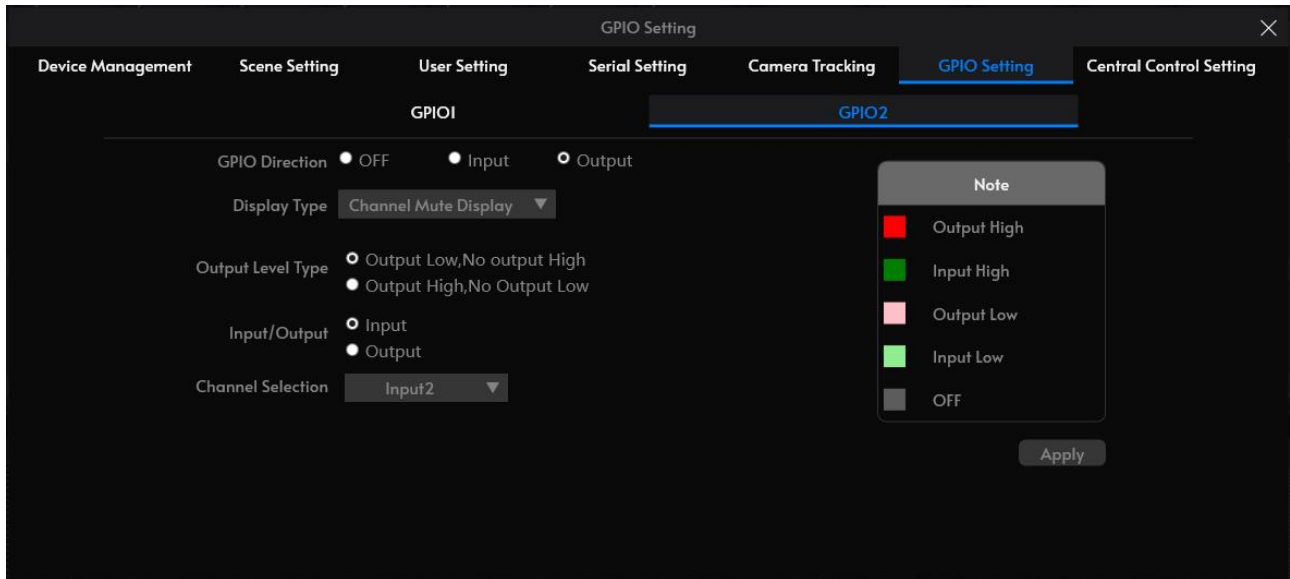 GPIO Setting
Device Management Scene Setting User Setting Serial Setting Camera Tracking GPIO Setting Central Control Setting
GPIO1 GPIO2
GPIO Direction OFF Input Output
Display Type Channel Mute Display
Output Level Type Output Low,No output High
Output High,No Output Low
Input/Output Input
Output
Channel Selection Input2
Note
Output High
Input High
Output Low
Input Low
OFF
Apply